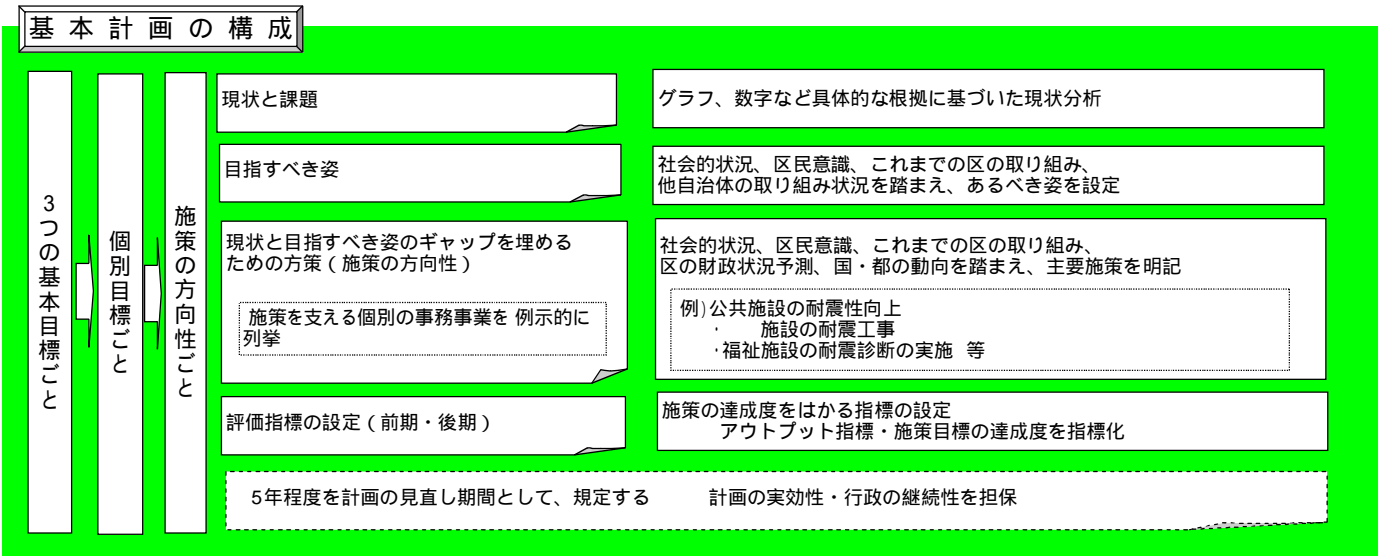 基本計画の構成
3つの基本目標ごと
個別目標ごと
施策の方向性ごと
現状と課題
グラフ、数字など具体的な根拠に基づいた現状分析
目指すべき姿
社会的状況、区民意識、これまでの区の取り組み、
他自治体の取り組み状況を踏まえ、あるべき姿を設定
現状と目指すべき姿のギャップを埋める
ための方策(施策の方向性)
施策を支える個別の事務事業を 例示的に
列挙
社会的状況、区民意識、これまでの区の取り組み、
区の財政状況予測、国・都の動向を踏まえ、主要施策を明記
例)公共施設の耐震性向上
・ 施設の耐震工事
・福祉施設の耐震診断の実施 等
評価指標の設定(前期・後期)
施策の達成度をはかる指標の設定
アウトプット指標・施策目標の達成度を指標化
5年程度を計画の見直し期間として、規定する 計画の実効性・行政の継続性を担保